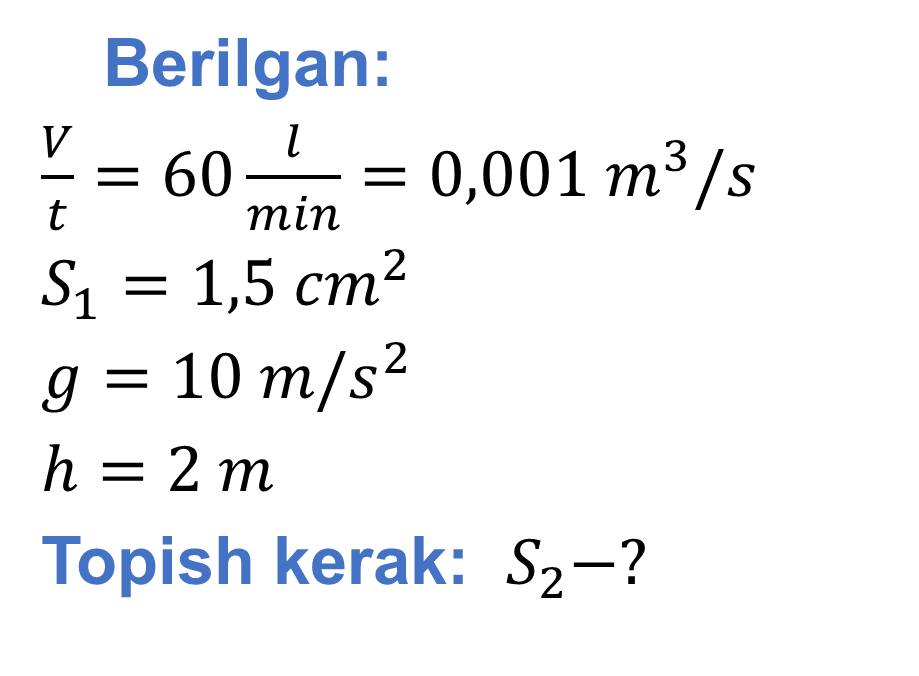 Berilgan:
V/t = 60 l/min = 0,001 m³/s
S₁ = 1,5 cm²
g = 10 m/s²
h = 2 m
Topish kerak: S₂−?